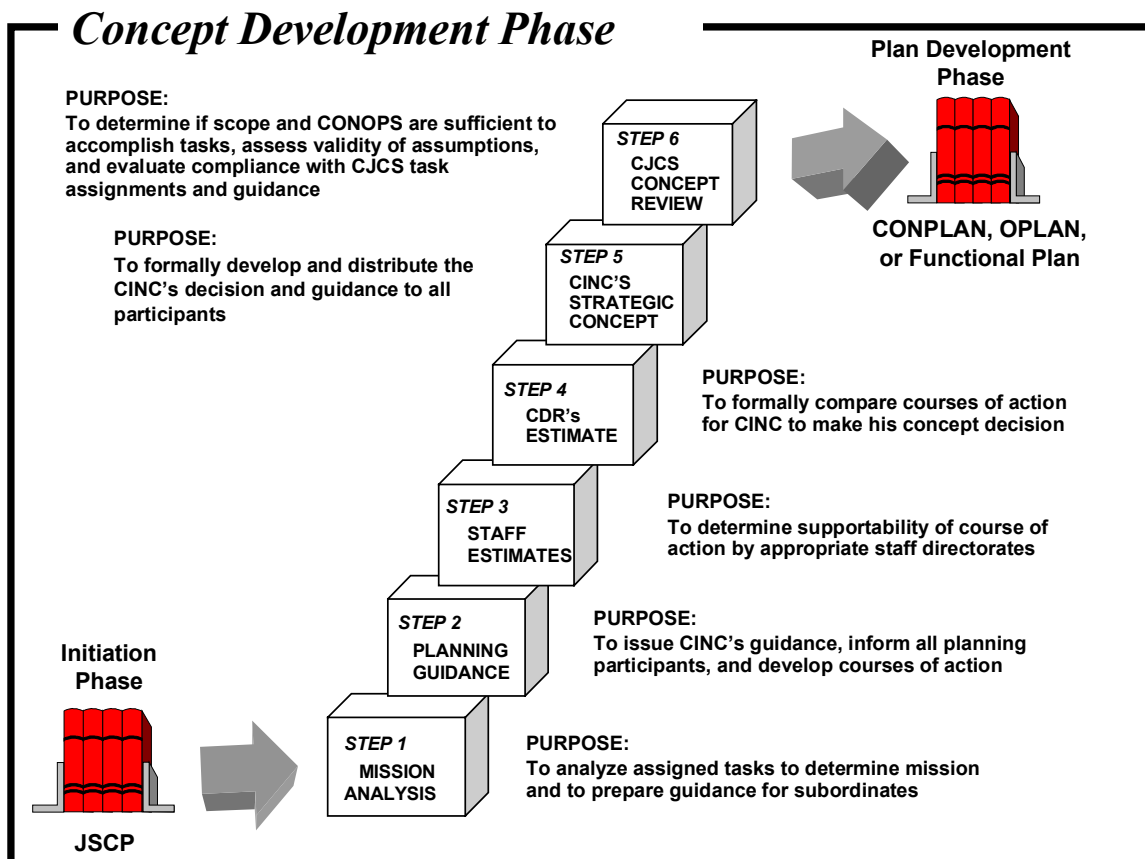 Concept Development Phase
Plan Development
Phase
PURPOSE:
To determine if scope and CONOPS are sufficient to
accomplish tasks, assess validity of assumptions,
and evaluate compliance with CJCS task
assignments and guidance
STEP 6
CJCS
CONCEPT
REVIEW
CONPLAN, OPLAN,
or Functional Plan
PURPOSE:
To formally develop and distribute the
CINC's decision and guidance to all
participants
STEP 5
CINC'S
STRATEGIC
CONCEPT
STEP 4
CDR's
ESTIMATE
PURPOSE:
To formally compare courses of action
for CINC to make his concept decision
STEP 3
STAFF
ESTIMATES
PURPOSE:
To determine supportability of course of
action by appropriate staff directorates
STEP 2
PLANNING
GUIDANCE
PURPOSE:
To issue CINC's guidance, inform all planning
participants, and develop courses of action
Initiation
Phase
JSCP
STEP 1
MISSION
ANALYSIS
PURPOSE:
To analyze assigned tasks to determine mission
and to prepare guidance for subordinates